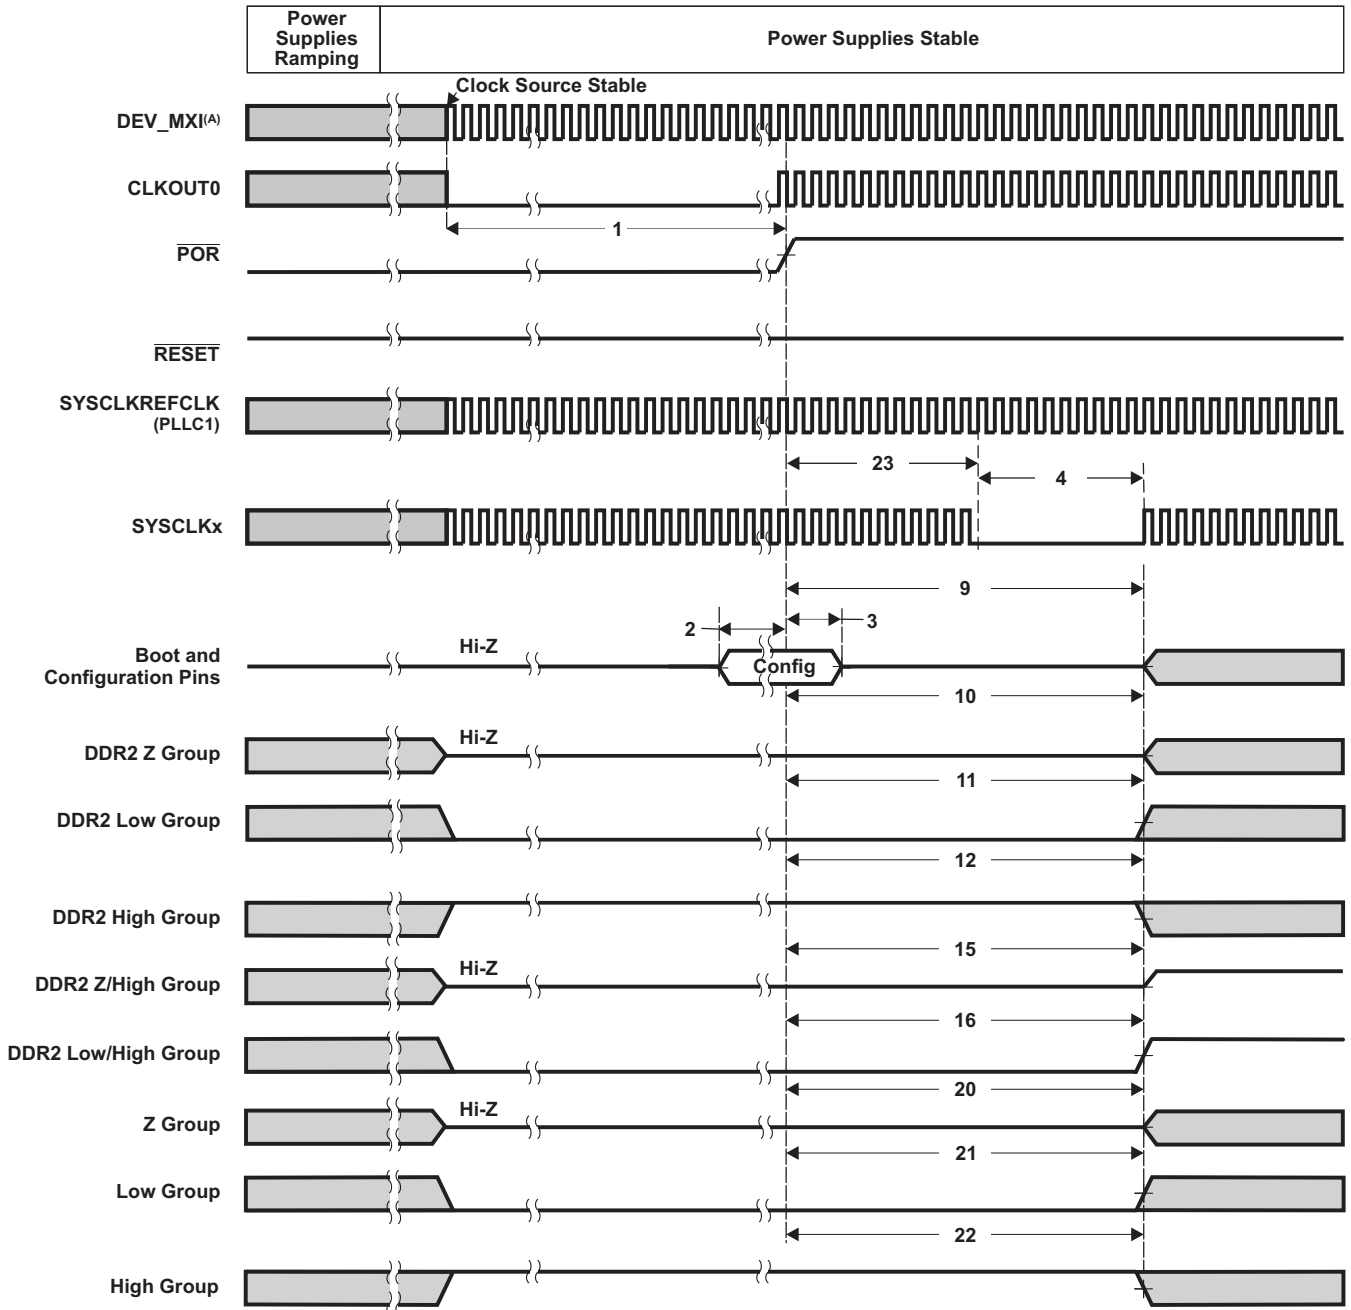 Power
Supplies
Ramping
Power Supplies Stable
Clock Source Stable
DEV_MXI(A)
CLKOUT0
1
POR
RESET
SYSCLKREFCLK
(PLLC1)
23
4
SYSCLKx
9
2
3
Hi-Z
Boot and
Configuration Pins
Config
10
Hi-Z
DDR2 Z Group
11
DDR2 Low Group
12
DDR2 High Group
15
Hi-Z
DDR2 Z/High Group
16
DDR2 Low/High Group
20
Hi-Z
Z Group
21
Low Group
22
High Group